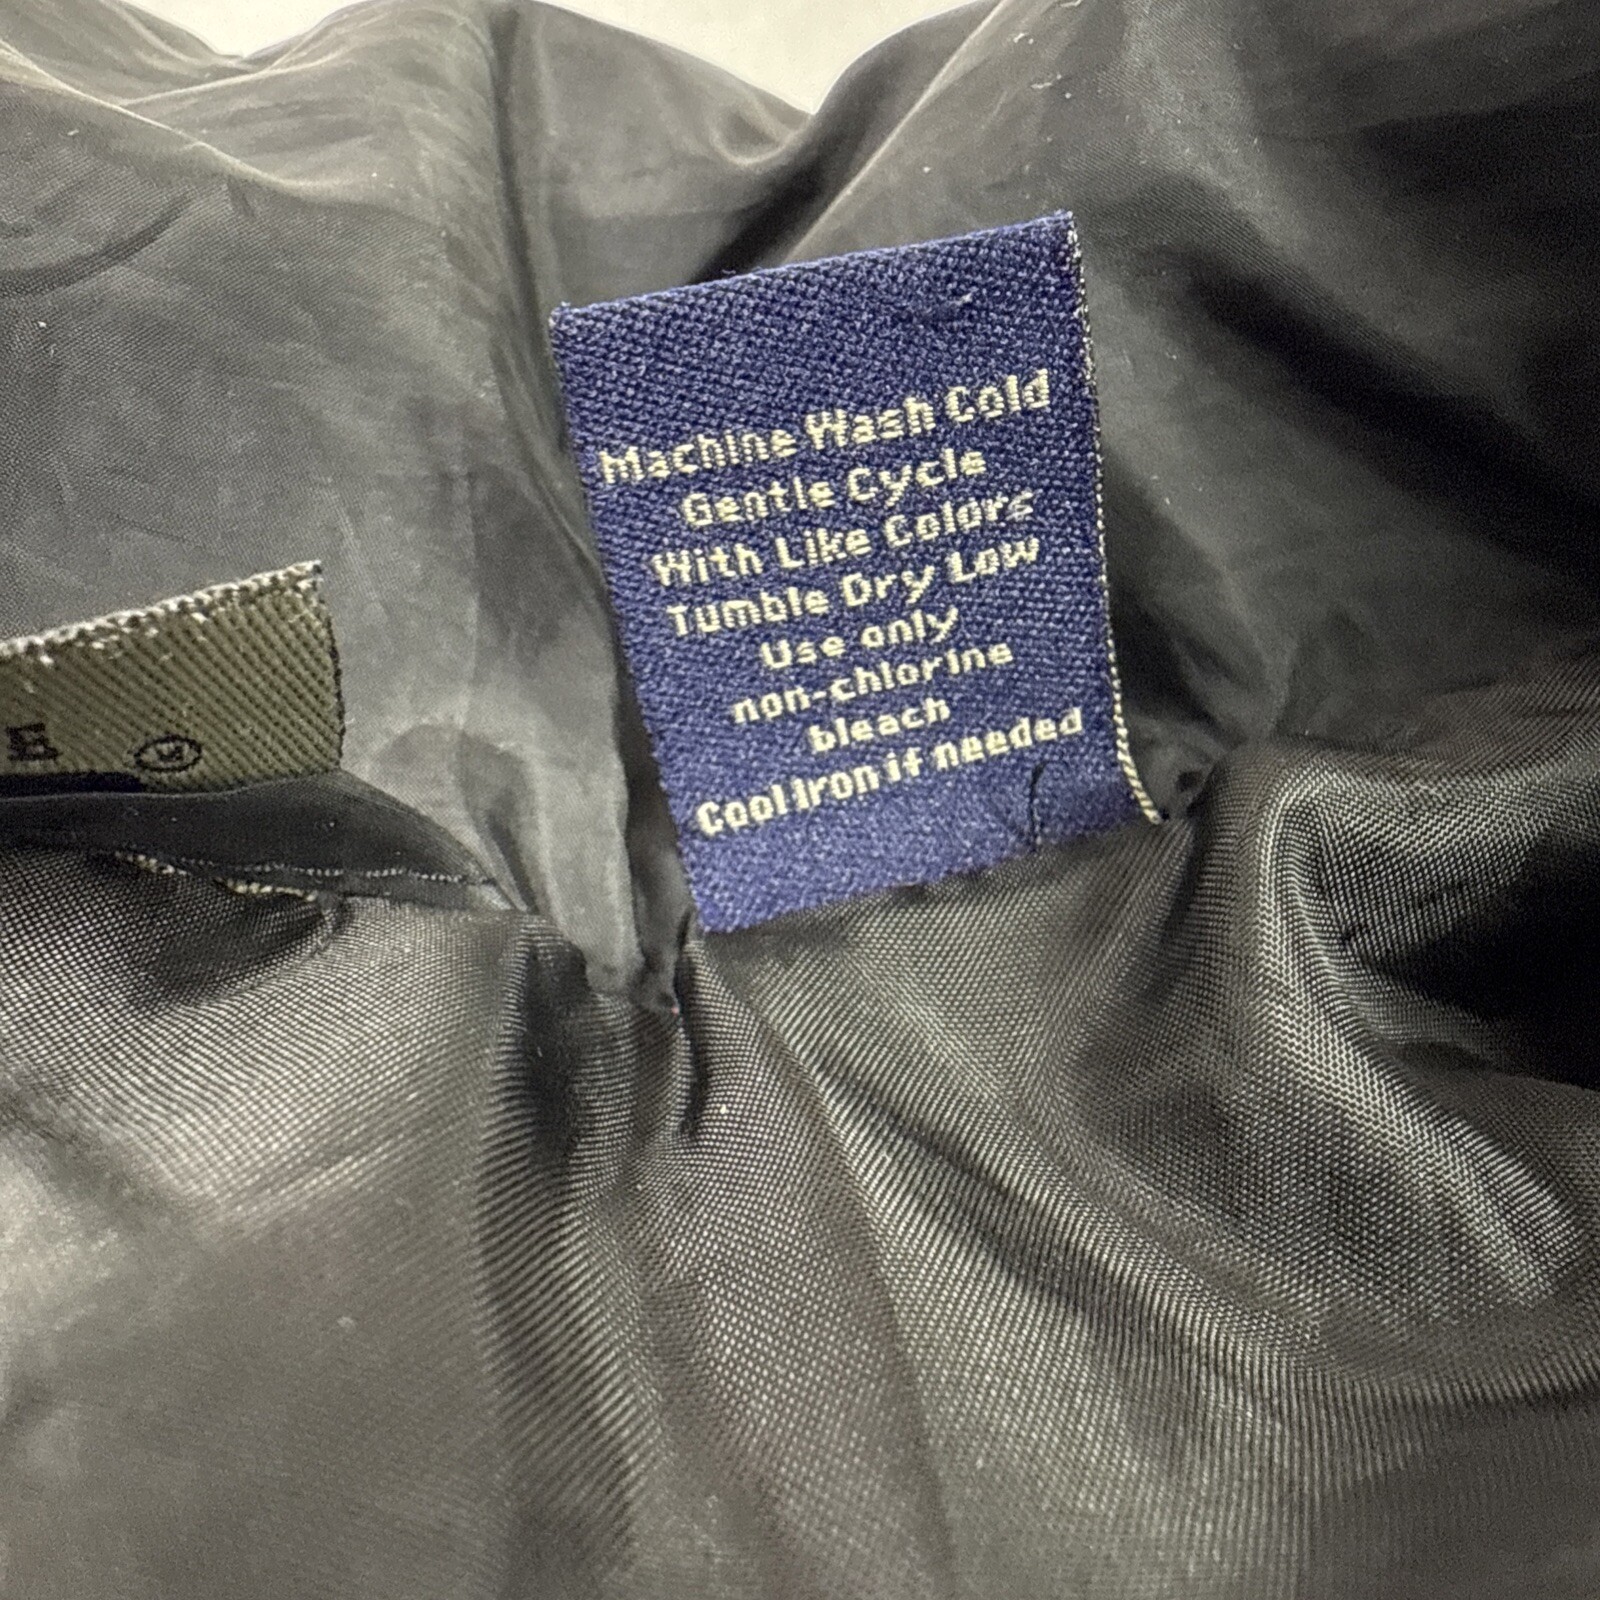 Machine Wash Cold
Gentle Cycle
With Like Colors
Tumble Dry Low
Use only
non-chlorine
bleach
Cool Iron if needed
E ®